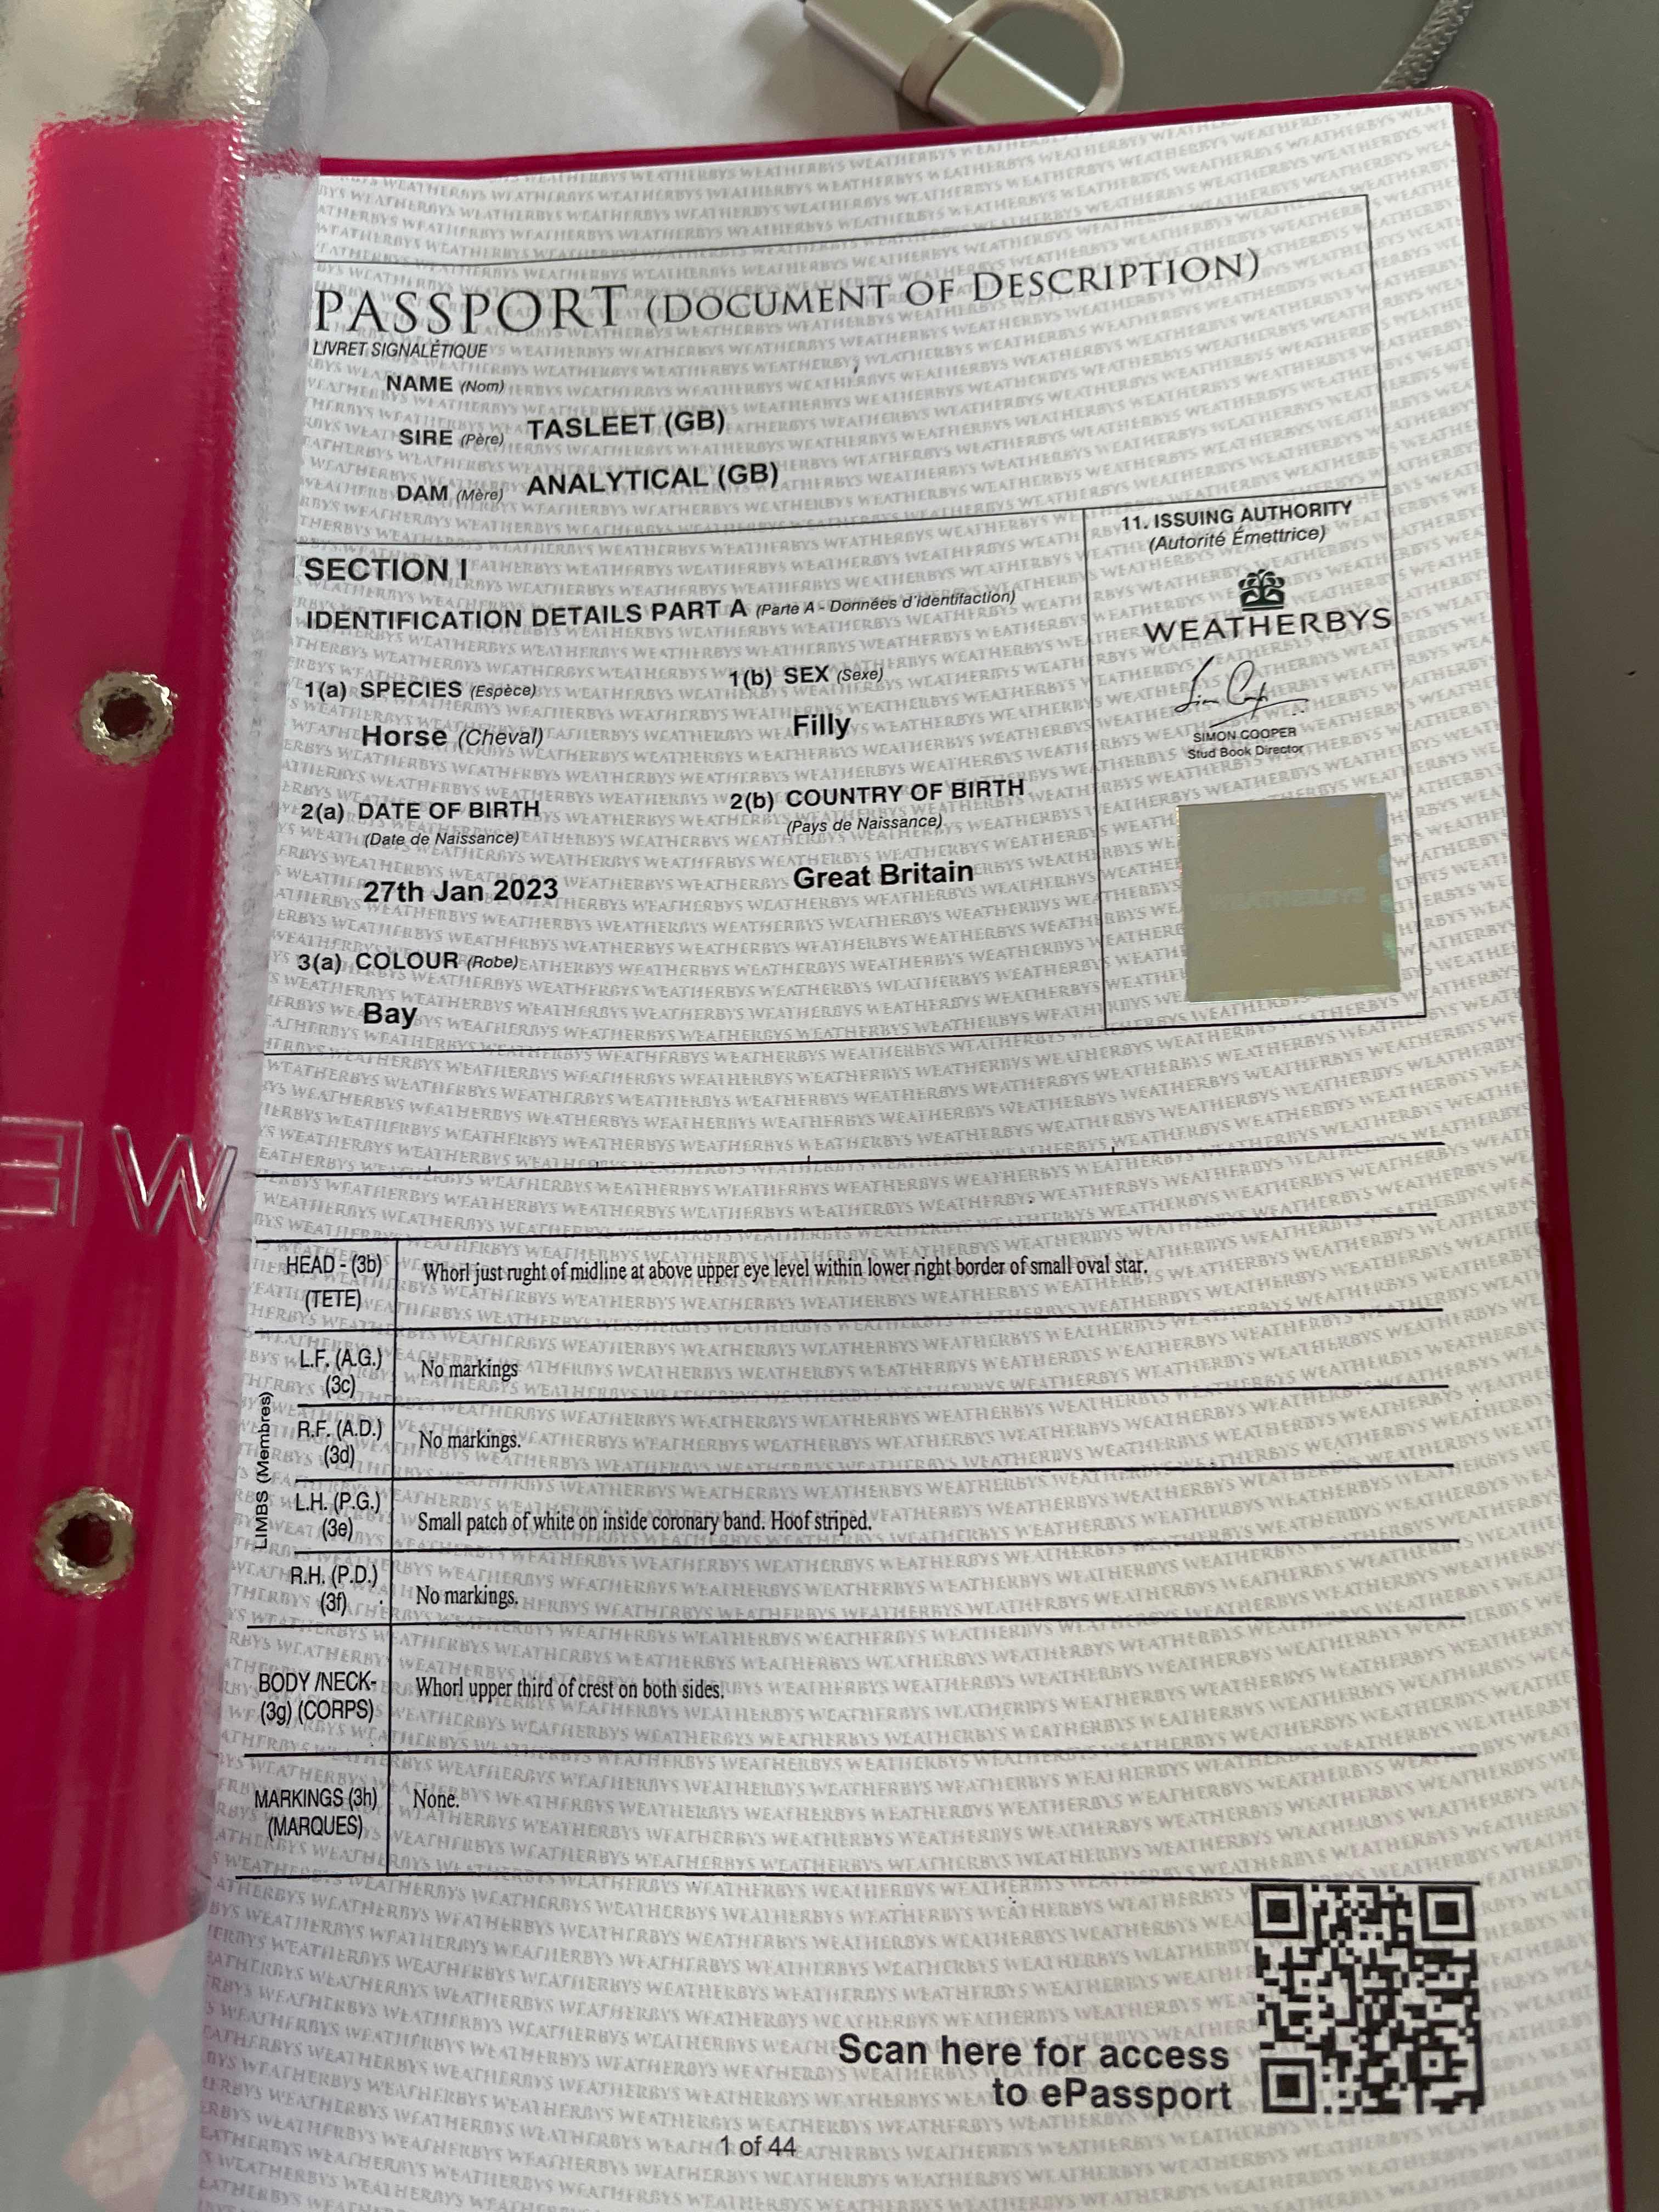 PASSPORT (DOCUMENT OF DESCRIPTION)
LIVRET SIGNALÉTIQUE
NAME (Nom)
SIRE (Père) TASLEET (GB)
DAM (Mère) ANALYTICAL (GB)
SECTION I
IDENTIFICATION DETAILS PART A (Parte A - Données d'identifaction)
1(a) SPECIES (Espèce)
Horse (Cheval)
1(b) SEX (Sexe)
Filly
2(a) DATE OF BIRTH
(Date de Naissance)
27th Jan 2023
2(b) COUNTRY OF BIRTH
(Pays de Naissance)
Great Britain
3(a) COLOUR (Robe)
Bay
11. ISSUING AUTHORITY
(Autorité Émettrice)
WEATHERBYS
SIMON COOPER
Stud Book Director
WEATHERBYS
HEAD - (3b)
(TETE)
Whorl just rught of midline at above upper eye level within lower right border of small oval star.
LIMBS (Membres)
L.F. (A.G.)
(3c)
No markings
R.F. (A.D.)
(3d)
No markings.
L.H. (P.G.)
(3e)
Small patch of white on inside coronary band. Hoof striped.
R.H. (P.D.)
(3f)
No markings.
BODY /NECK-
(3g) (CORPS)
Whorl upper third of crest on both sides.
MARKINGS (3h)
(MARQUES)
None.
Scan here for access
to ePassport
1 of 44